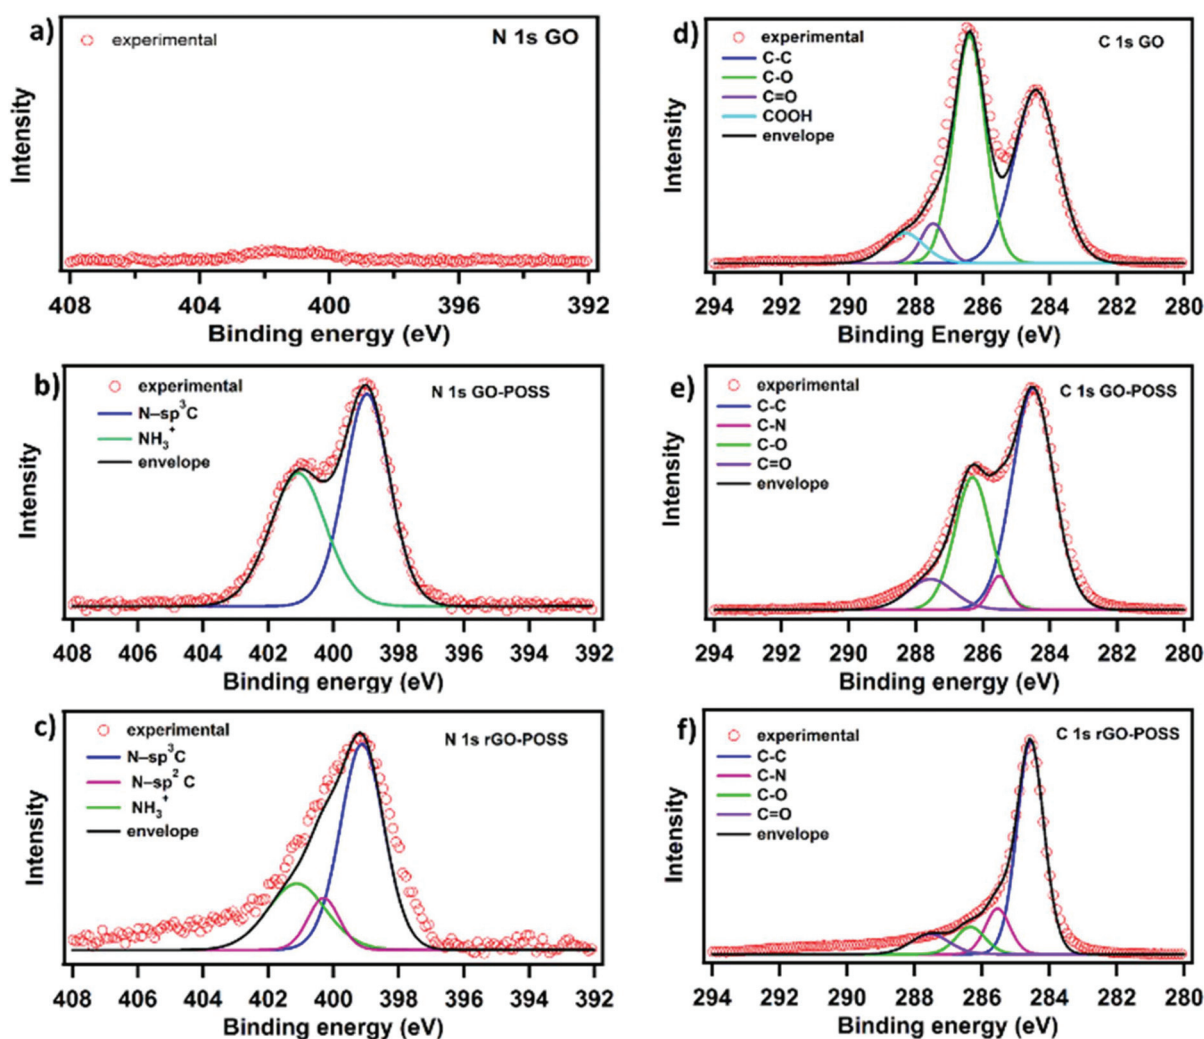 a)
experimental
N 1s GO
Intensity
408 404 400 396 392
Binding energy (eV)
b)
experimental
N–sp³C
NH₃⁺
envelope
N 1s GO-POSS
Intensity
408 406 404 402 400 398 396 394 392
Binding energy (eV)
c)
experimental
N–sp³C
N–sp² C
NH₃⁺
envelope
N 1s rGO-POSS
Intensity
408 406 404 402 400 398 396 394 392
Binding energy (eV)
d)
experimental
C-C
C-O
C=O
COOH
envelope
C 1s GO
Intensity
294 292 290 288 286 284 282 280
Binding Energy (eV)
e)
experimental
C-C
C-N
C-O
C=O
envelope
C 1s GO-POSS
Intensity
294 292 290 288 286 284 282 280
Binding energy (eV)
f)
experimental
C-C
C-N
C-O
C=O
envelope
C 1s rGO-POSS
Intensity
294 292 290 288 286 284 282 280
Binding energy (eV)